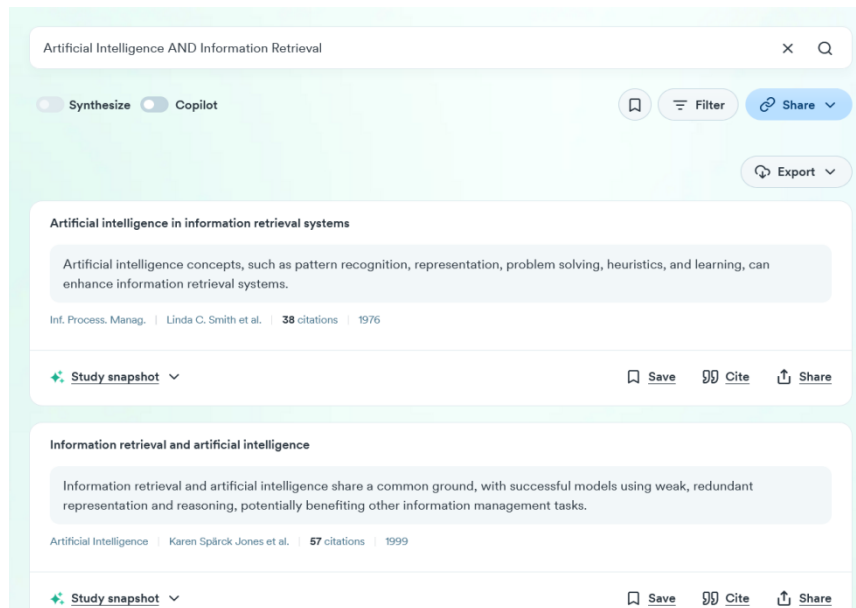 Artificial Intelligence AND Information Retrieval
Synthesize Copilot Filter Share
Export
Artificial intelligence in information retrieval systems
Artificial intelligence concepts, such as pattern recognition, representation, problem solving, heuristics, and learning, can
enhance information retrieval systems.
Inf. Process. Manag. | Linda C. Smith et al. | 38 citations | 1976
Study snapshot Save Cite Share
Information retrieval and artificial intelligence
Information retrieval and artificial intelligence share a common ground, with successful models using weak, redundant
representation and reasoning, potentially benefiting other information management tasks.
Artificial Intelligence | Karen Spärck Jones et al. | 57 citations | 1999
Study snapshot Save Cite Share